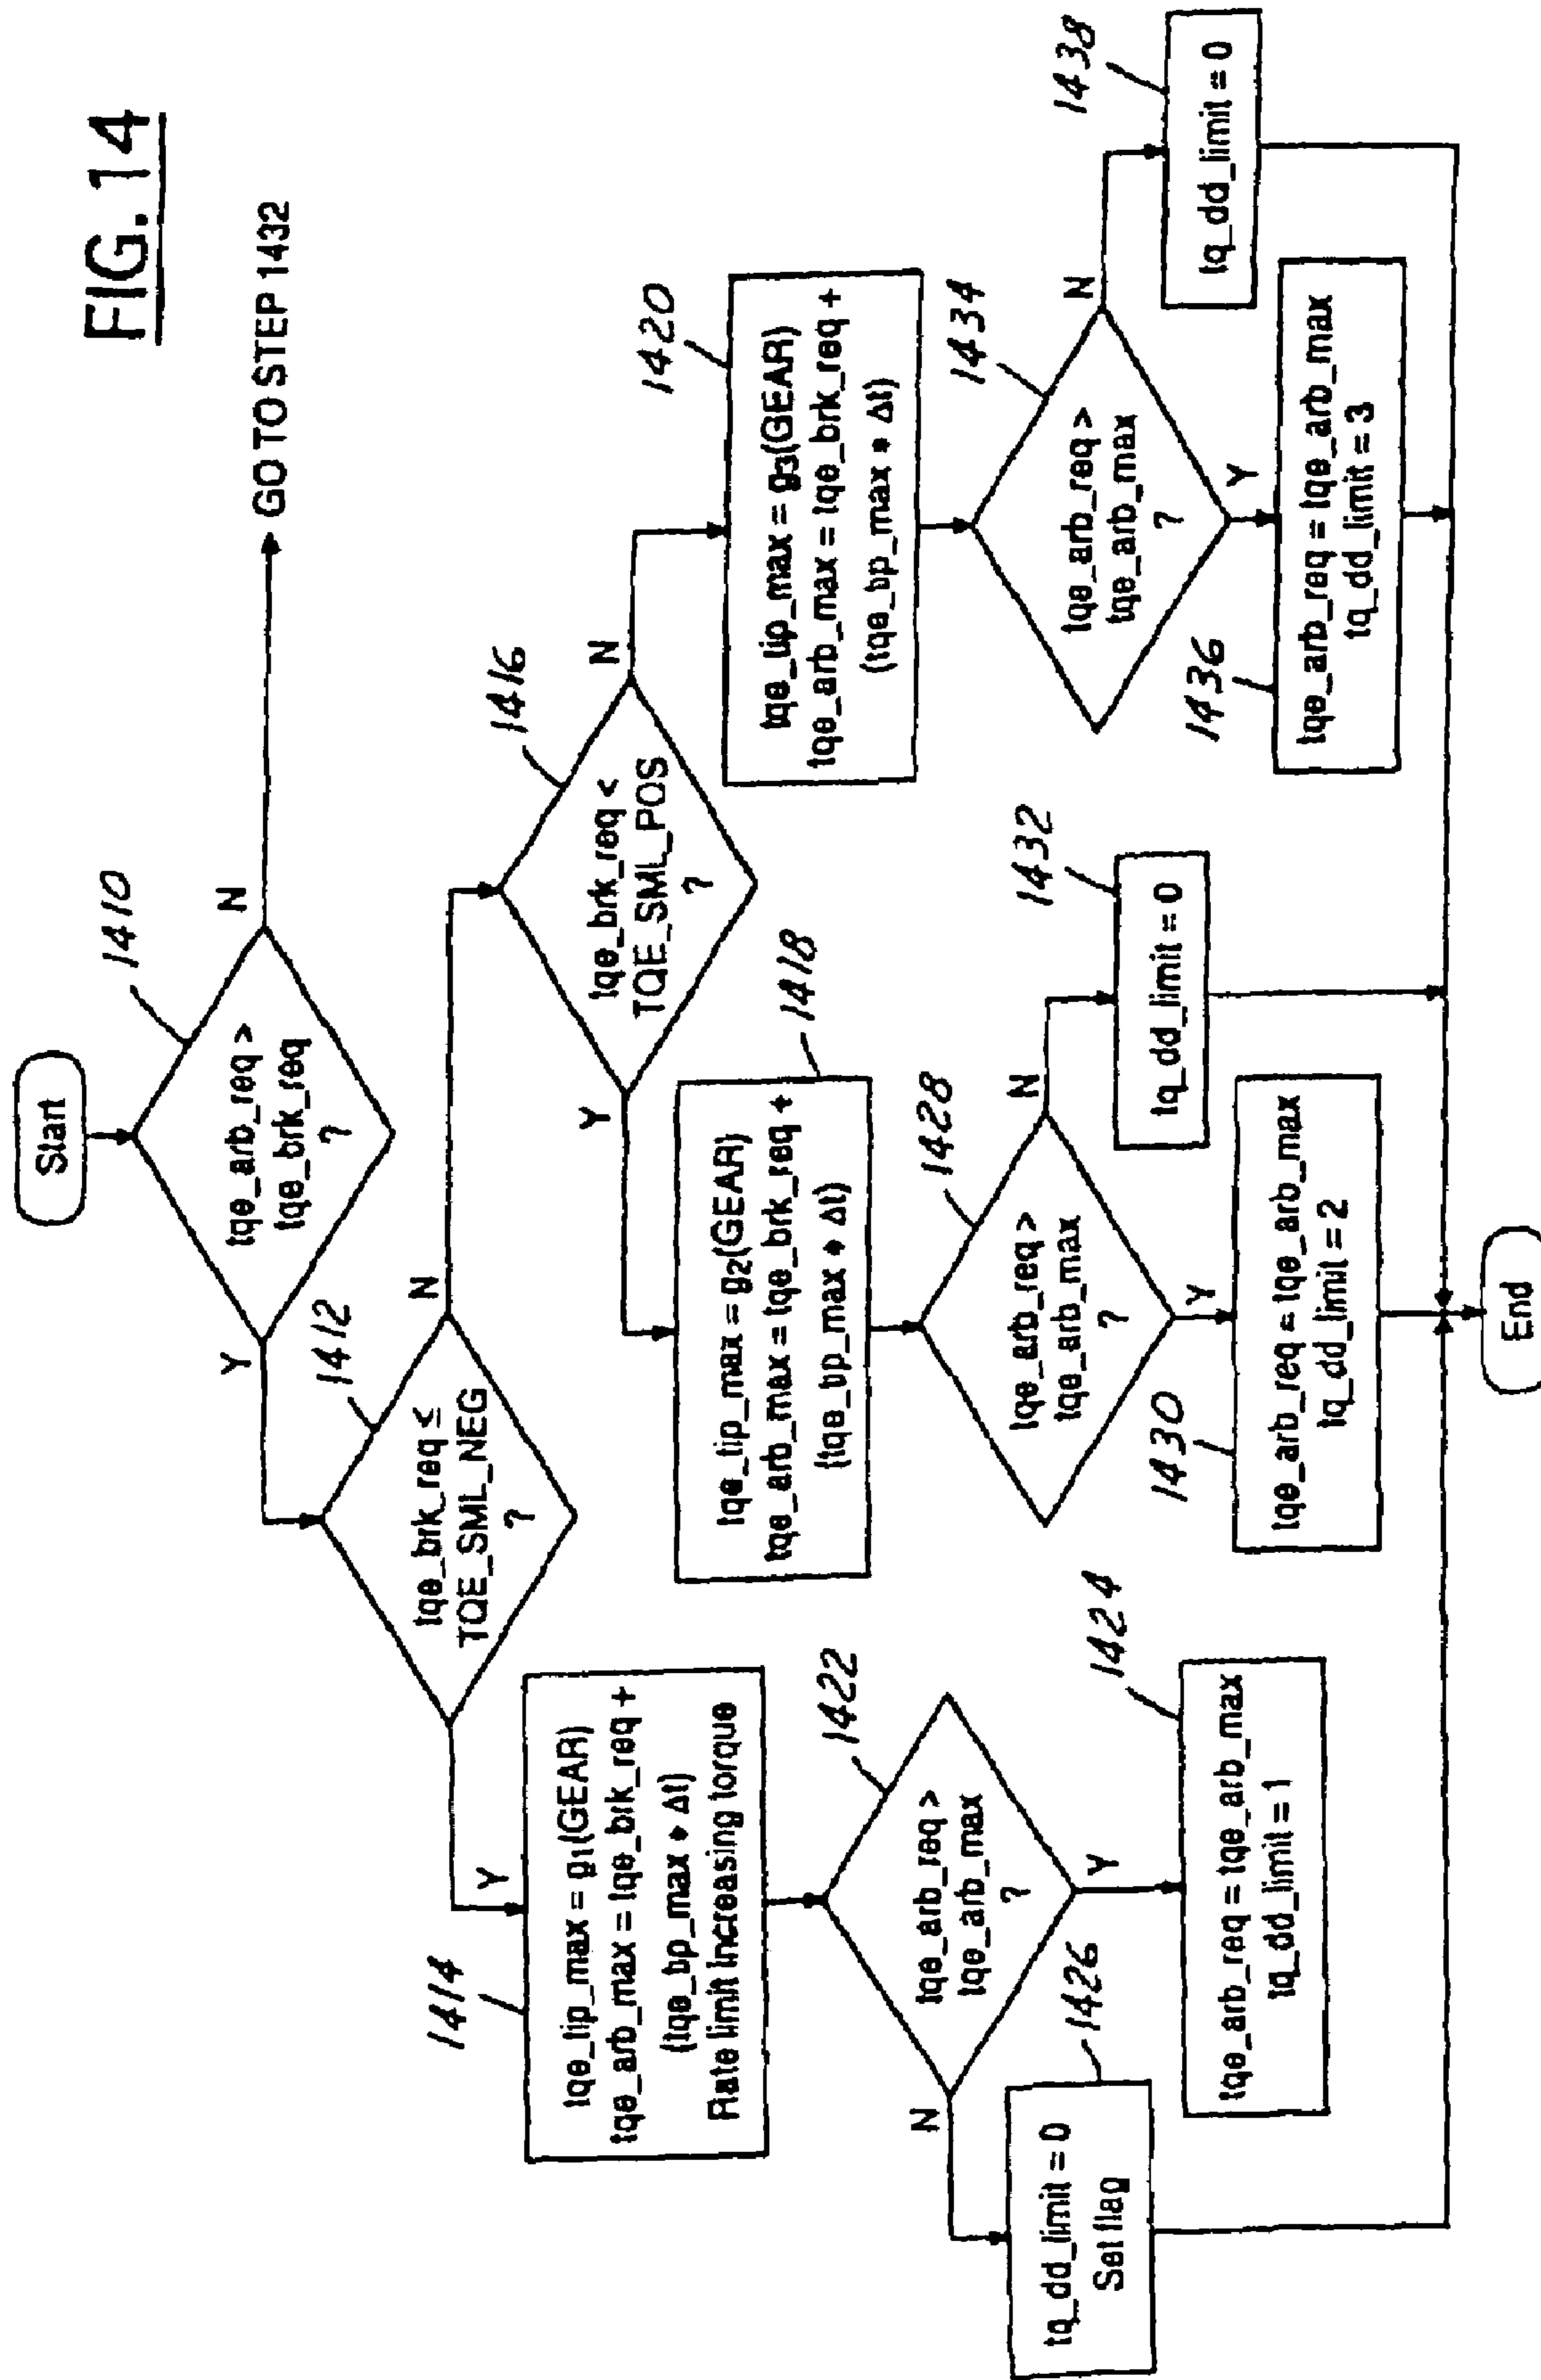 FIG. 14
Start
1410
tqe_arb_req >
tqe_brk_req
?
Y
N
GO TO STEP 1432
1412
tqe_brk_req ≤
TQE_SML_NEG
?
Y
N
1416
tqe_brk_req <
TQE_SML_POS
?
Y
N
1414
tqe_tip_max = g1(GEAR)
tqe_arb_max = tqe_brk_req +
(tqe_tip_max * Δt)
Rate limit increasing torque
1418
tqe_tip_max = g2(GEAR)
tqe_arb_max = tqe_brk_req +
(tqe_tip_max * Δt)
1420
tqe_tip_max = g3(GEAR)
tqe_arb_max = tqe_brk_req +
(tqe_tip_max * Δt)
1422
tqe_arb_req >
tqe_arb_max
?
N
Y
1428
tqe_arb_req >
tqe_arb_max
?
Y
N
1434
tqe_arb_req >
tqe_arb_max
?
Y
N
1426
tq_dd_limit = 0
Set flag
1424
tqe_arb_req = tqe_arb_max
tq_dd_limit = 1
1430
tqe_arb_req = tqe_arb_max
tq_dd_limit = 2
1432
tq_dd_limit = 0
1436
tqe_arb_req = tqe_arb_max
tq_dd_limit = 3
1438
tq_dd_limit = 0
End